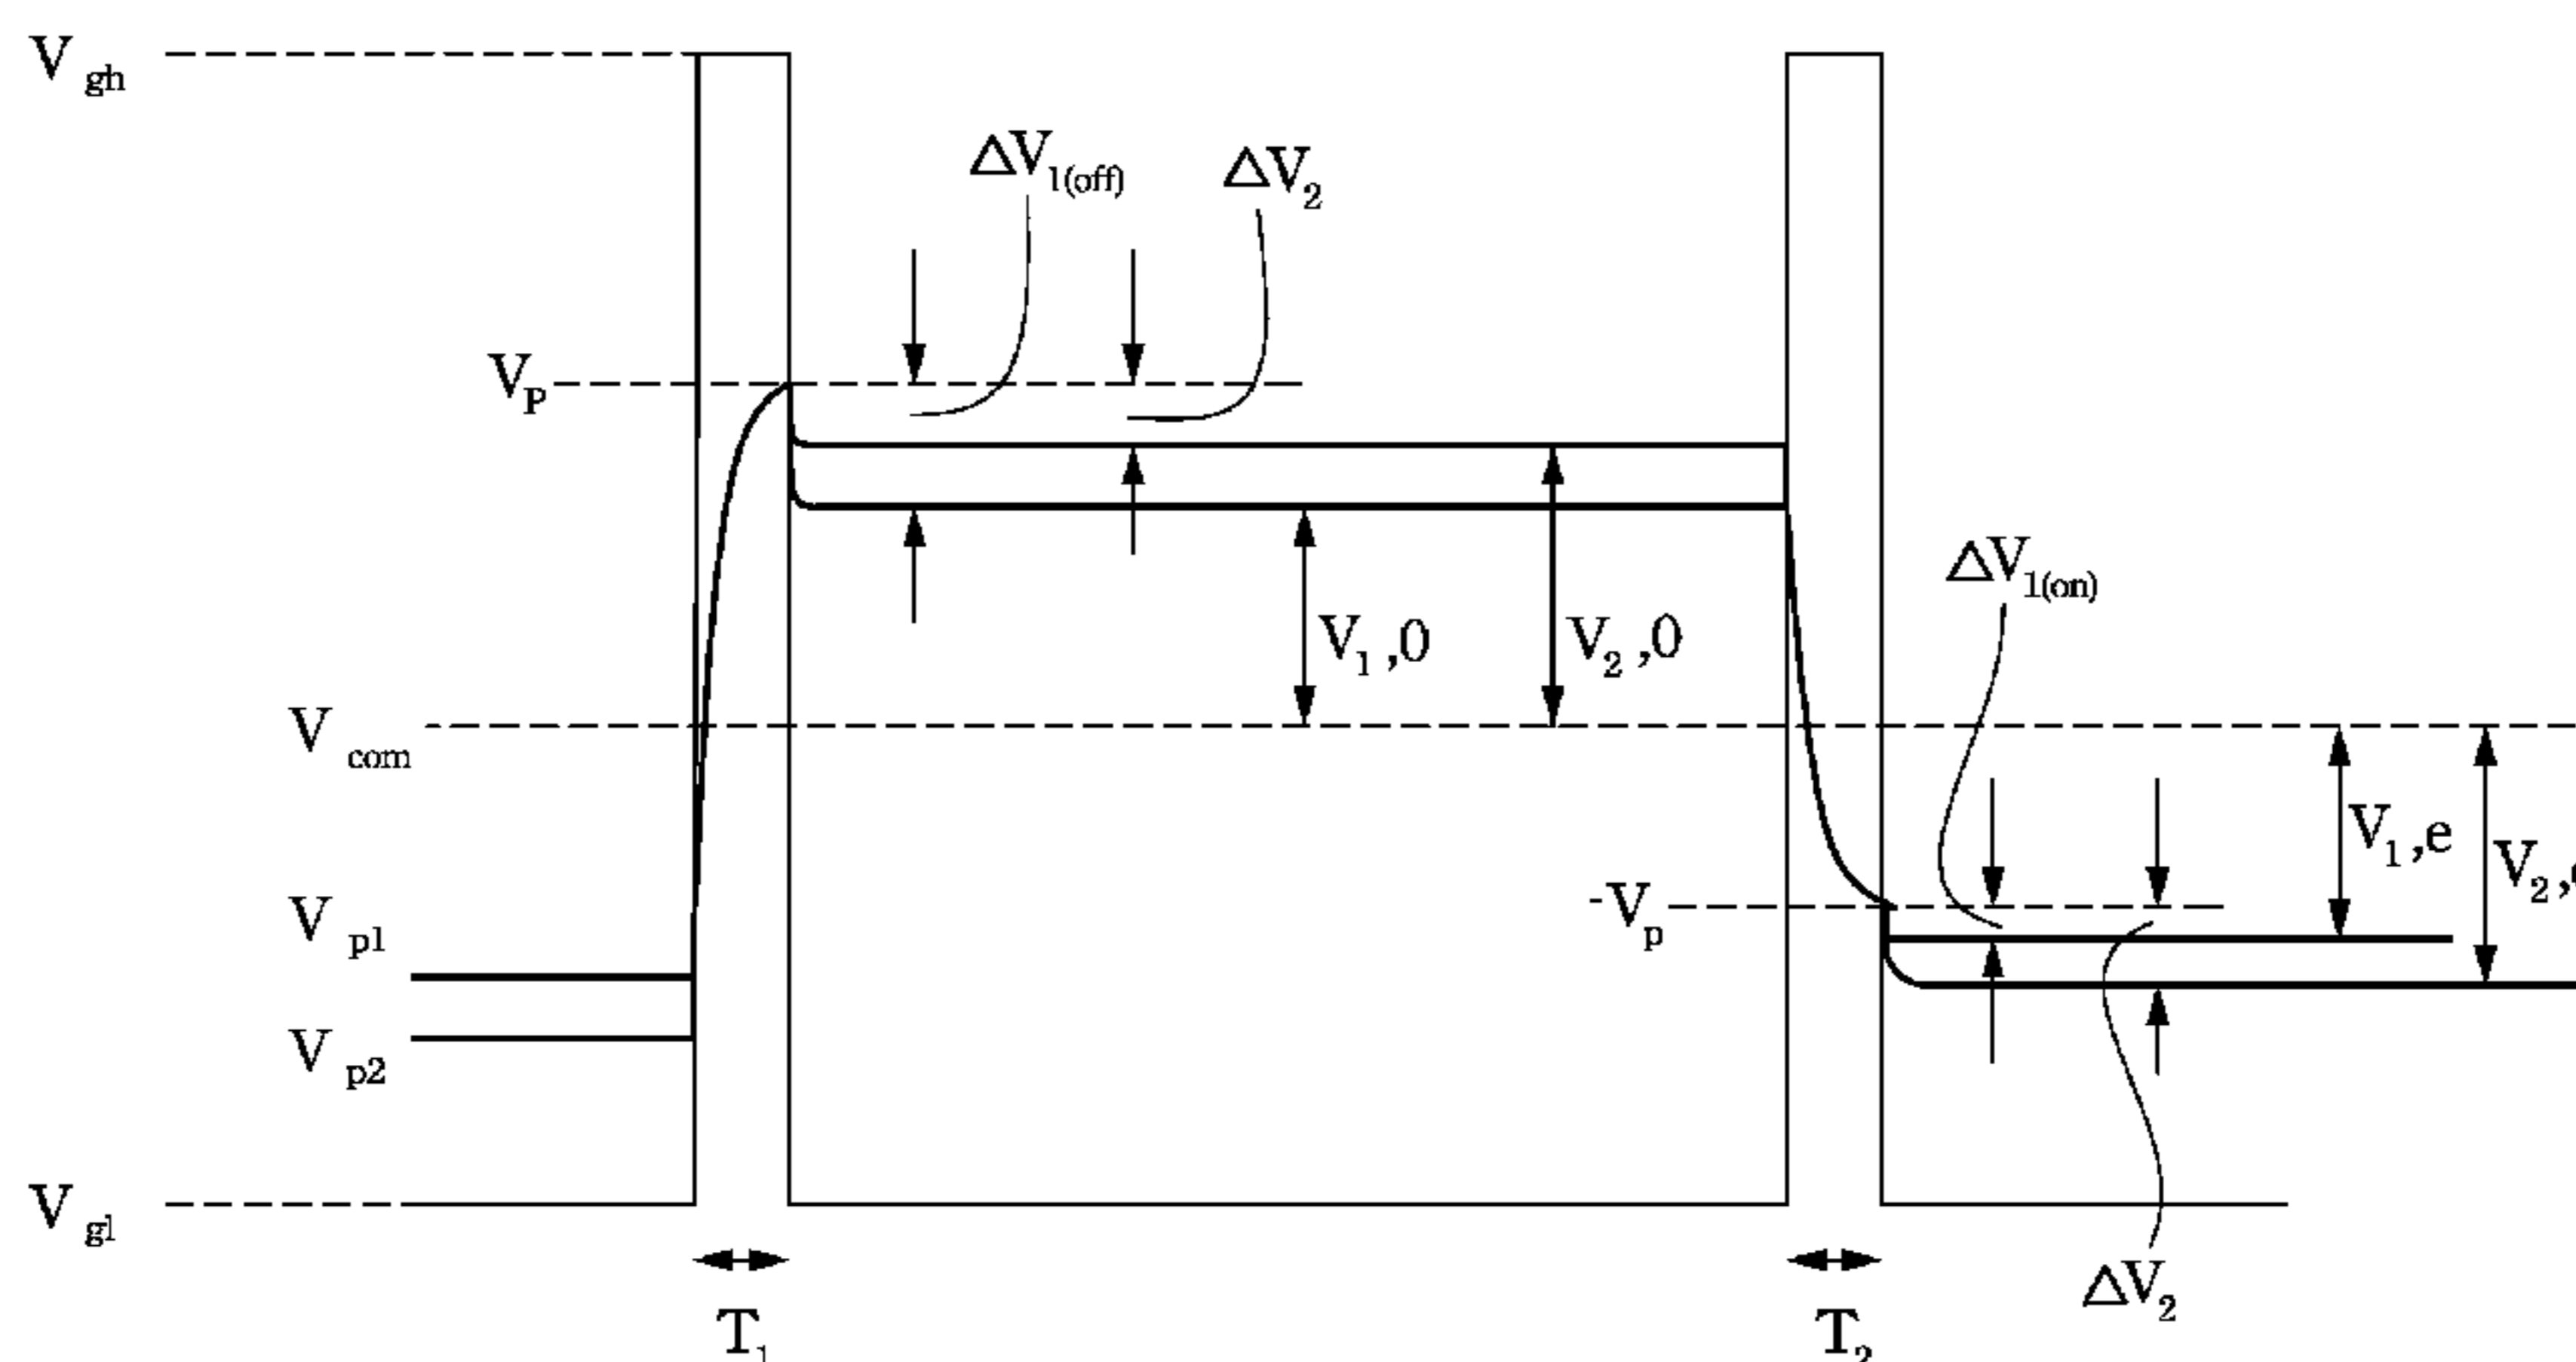 V gh
ΔV1(off)
ΔV2
VP
ΔV1(on)
V1 ,0
V2 ,0
V com
V1 ,e
V2 ,
V p1
-Vp
V p2
V gl
ΔV2
T1
T2